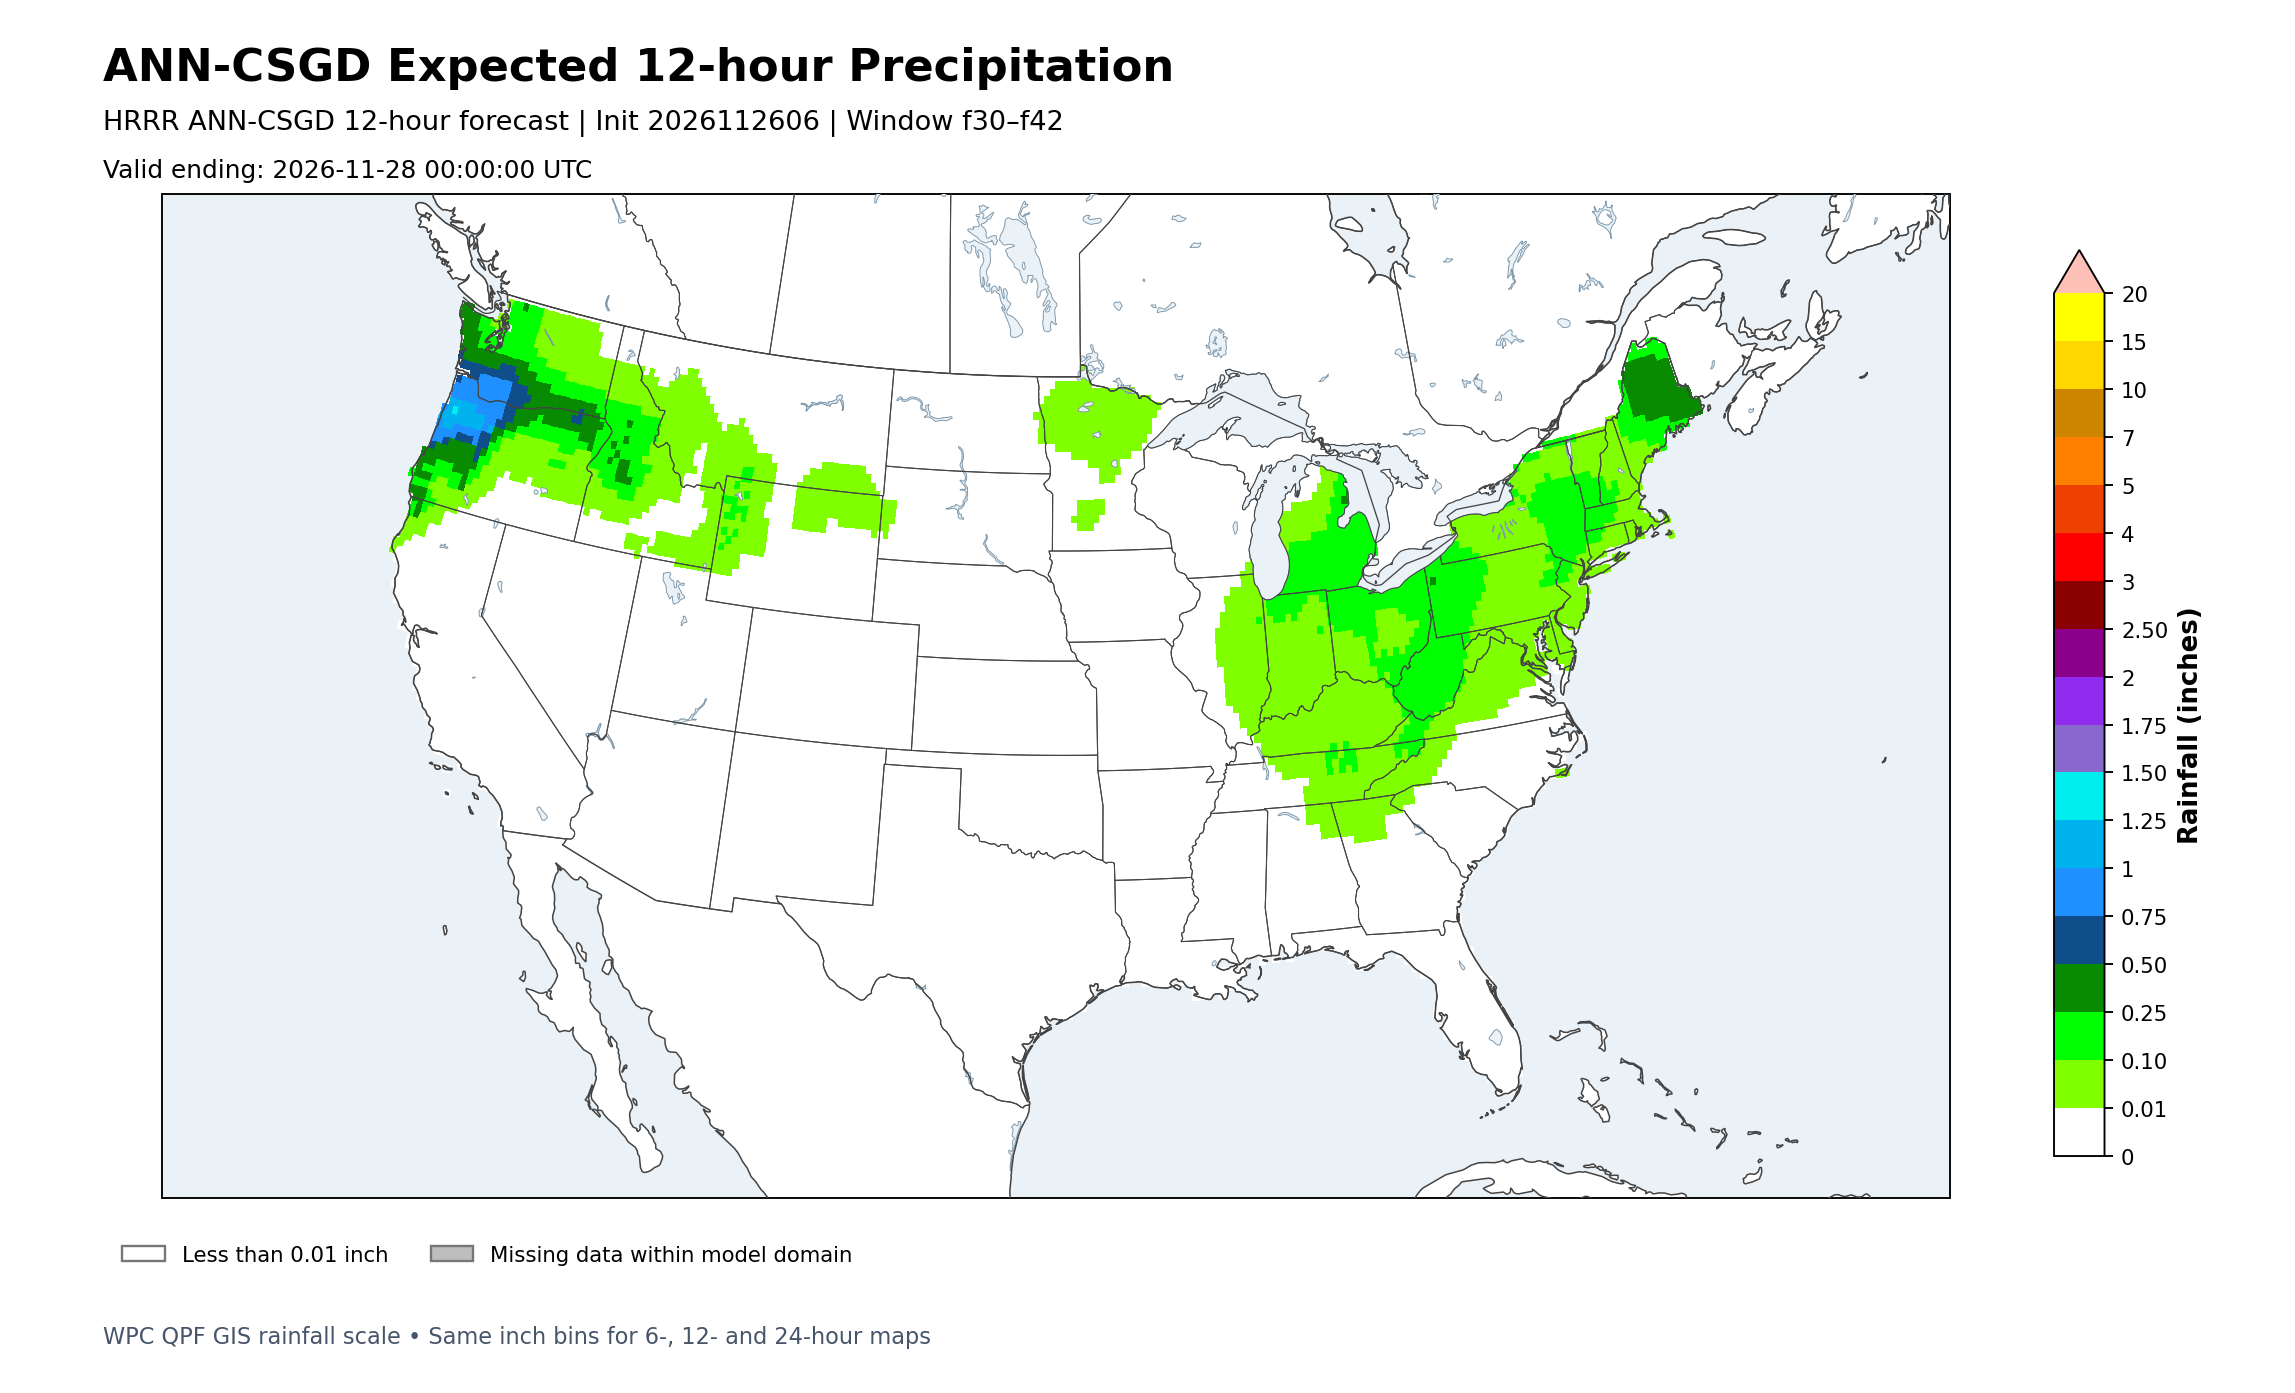 ANN-CSGD Expected 12-hour Precipitation
HRRR ANN-CSGD 12-hour forecast | Init 2026112606 | Window f30–f42
Valid ending: 2026-11-28 00:00:00 UTC
20
15
10
7
5
4
3
2.50
2
1.75
1.50
1.25
1
0.75
0.50
0.25
0.10
0.01
0
Rainfall (inches)
Less than 0.01 inch
Missing data within model domain
WPC QPF GIS rainfall scale • Same inch bins for 6-, 12- and 24-hour maps